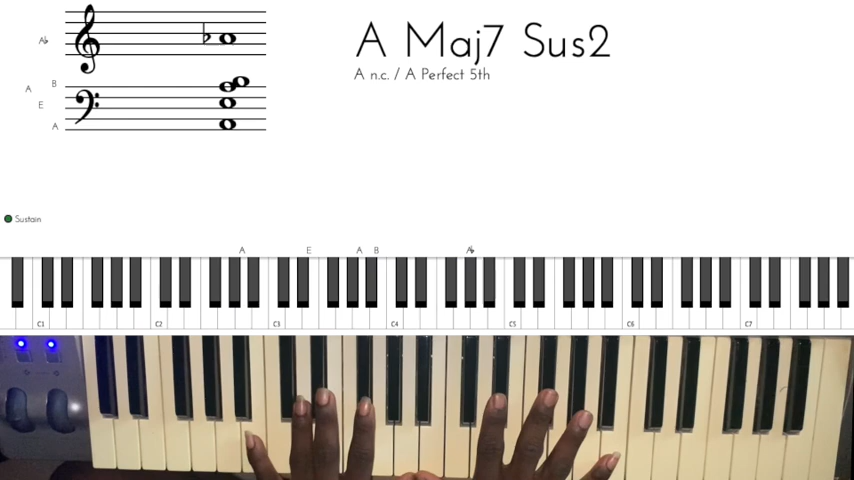 A Maj7 Sus2
A n.c. / A Perfect 5th
A♭
B
A
E
A
Sustain
A E A B A♭
C1 C2 C3 C4 C5 C6 C7